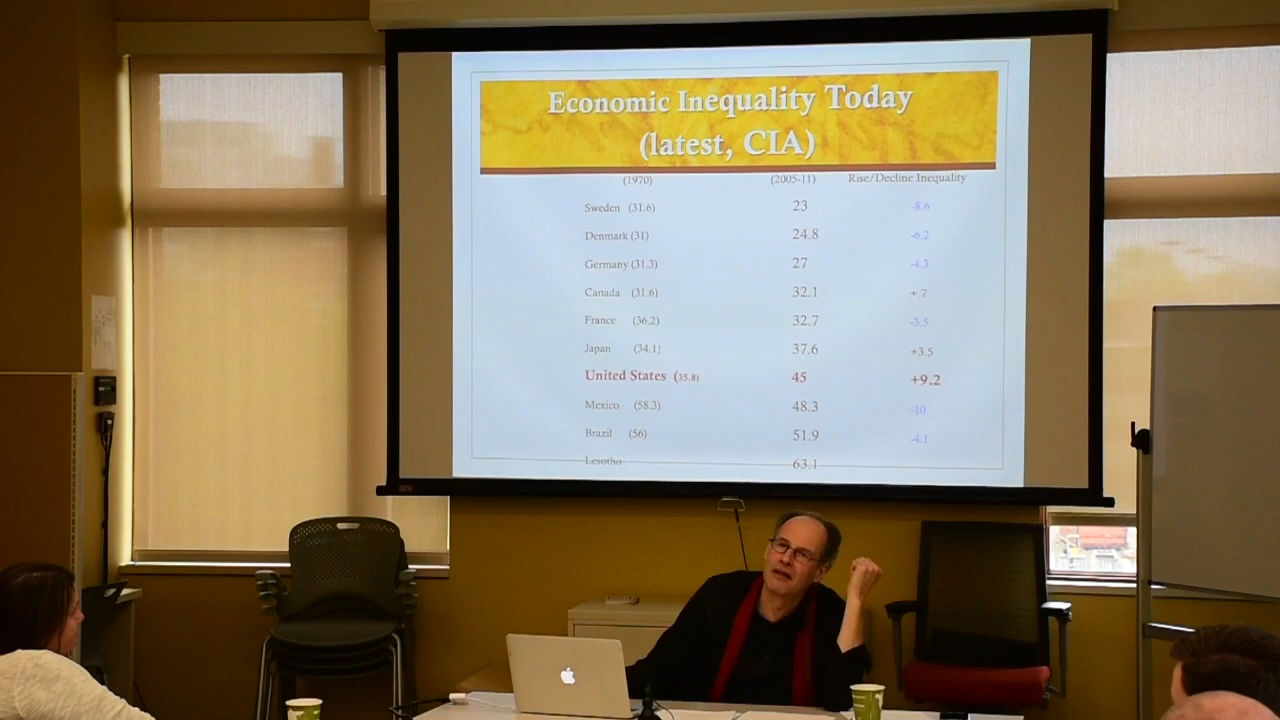 Economic Inequality Today
(latest, CIA)
(1970) (2005-11) Rise/Decline Inequality
Sweden (31.6) 23 -8.6
Denmark (31) 24.8 -6.2
Germany (31.3) 27 -4.3
Canada (31.6) 32.1 +.7
France (36.2) 32.7 -3.5
Japan (34.1) 37.6 +3.5
United States (35.8) 45 +9.2
Mexico (58.3) 48.3 -10
Brazil (56) 51.9 -4.1
Lesotho 63.1